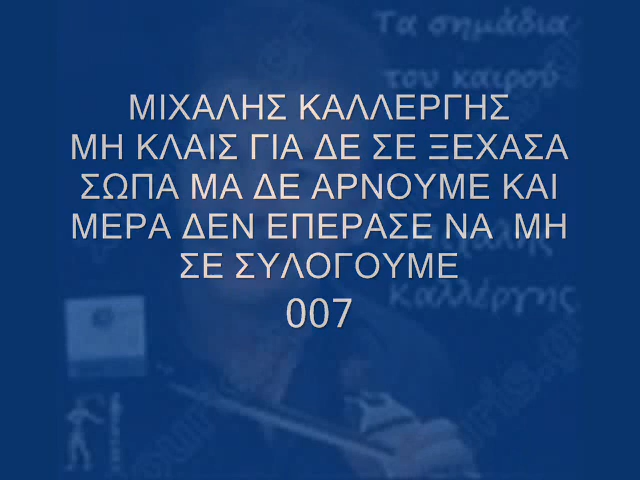 Τα σημάδια
του καιρού
ΜΙΧΑΛΗΣ ΚΑΛΛΕΡΓΗΣ
ΜΗ ΚΛΑΙΣ ΓΙΑ ΔΕ ΣΕ ΞΕΧΑΣΑ
ΣΩΠΑ ΜΑ ΔΕ ΑΡΝΟΥΜΕ ΚΑΙ
ΜΕΡΑ ΔΕΝ ΕΠΕΡΑΣΕ ΝΑ ΜΗ
ΣΕ ΣΥΛΟΓΟΥΜΕ
007
Μιχάλης
Καλλέργης